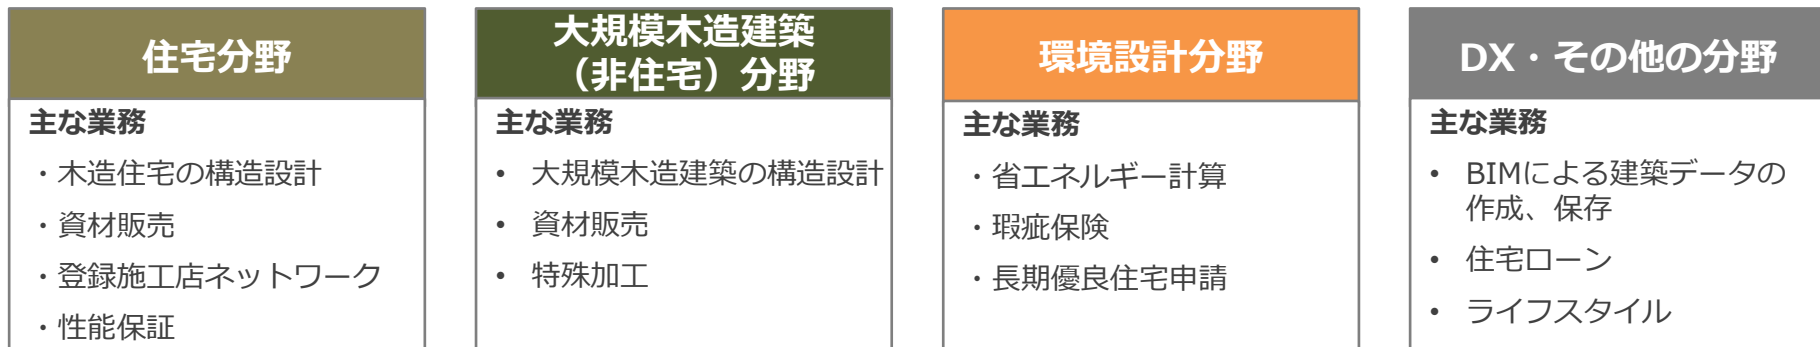 住宅分野
主な業務
・木造住宅の構造設計
・資材販売
・登録施工店ネットワーク
・性能保証
大規模木造建築
（非住宅）分野
主な業務
• 大規模木造建築の構造設計
• 資材販売
• 特殊加工
環境設計分野
主な業務
・省エネルギー計算
・瑕疵保険
・長期優良住宅申請
DX・その他の分野
主な業務
• BIMによる建築データの
作成、保存
• 住宅ローン
• ライフスタイル